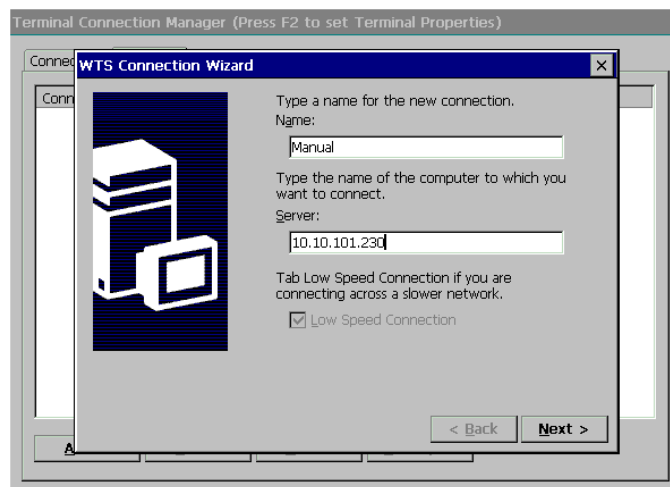 Terminal Connection Manager (Press F2 to set Terminal Properties)
WTS Connection Wizard
Type a name for the new connection.
Name:
Manual
Type the name of the computer to which you
want to connect.
Server:
10.10.101.230
Tab Low Speed Connection if you are
connecting across a slower network.
Low Speed Connection
< Back
Next >